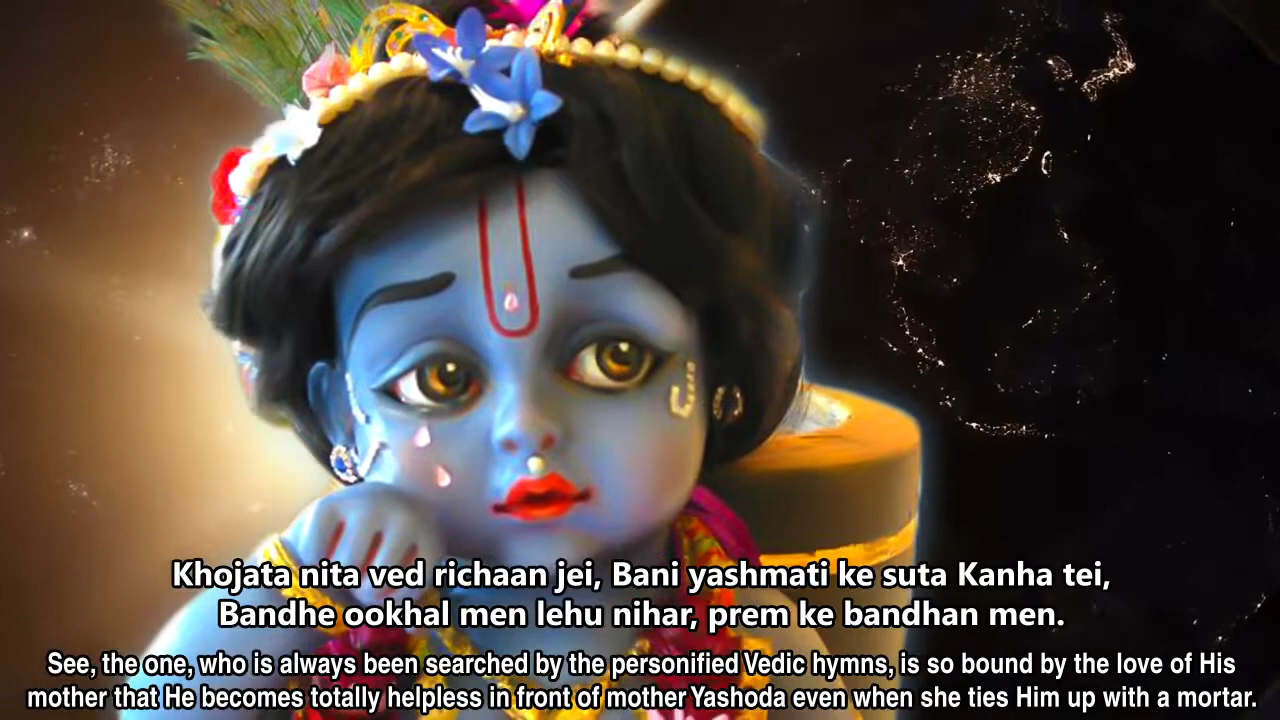 Khojata nita ved richaan jei, Bani yashmati ke suta Kanha tei,
Bandhe ookhal men lehu nihar, prem ke bandhan men.
See, the one, who is always been searched by the personified Vedic hymns, is so bound by the love of His
mother that He becomes totally helpless in front of mother Yashoda even when she ties Him up with a mortar.